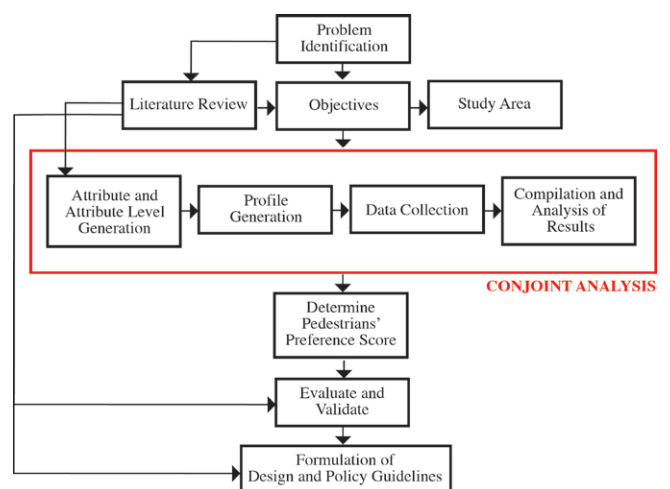 Problem
Identification
Literature Review
Objectives
Study Area
Attribute and
Attribute Level
Generation
Profile
Generation
Data Collection
Compilation and
Analysis of
Results
CONJOINT ANALYSIS
Determine
Pedestrians'
Preference Score
Evaluate and
Validate
Formulation of
Design and Policy Guidelines